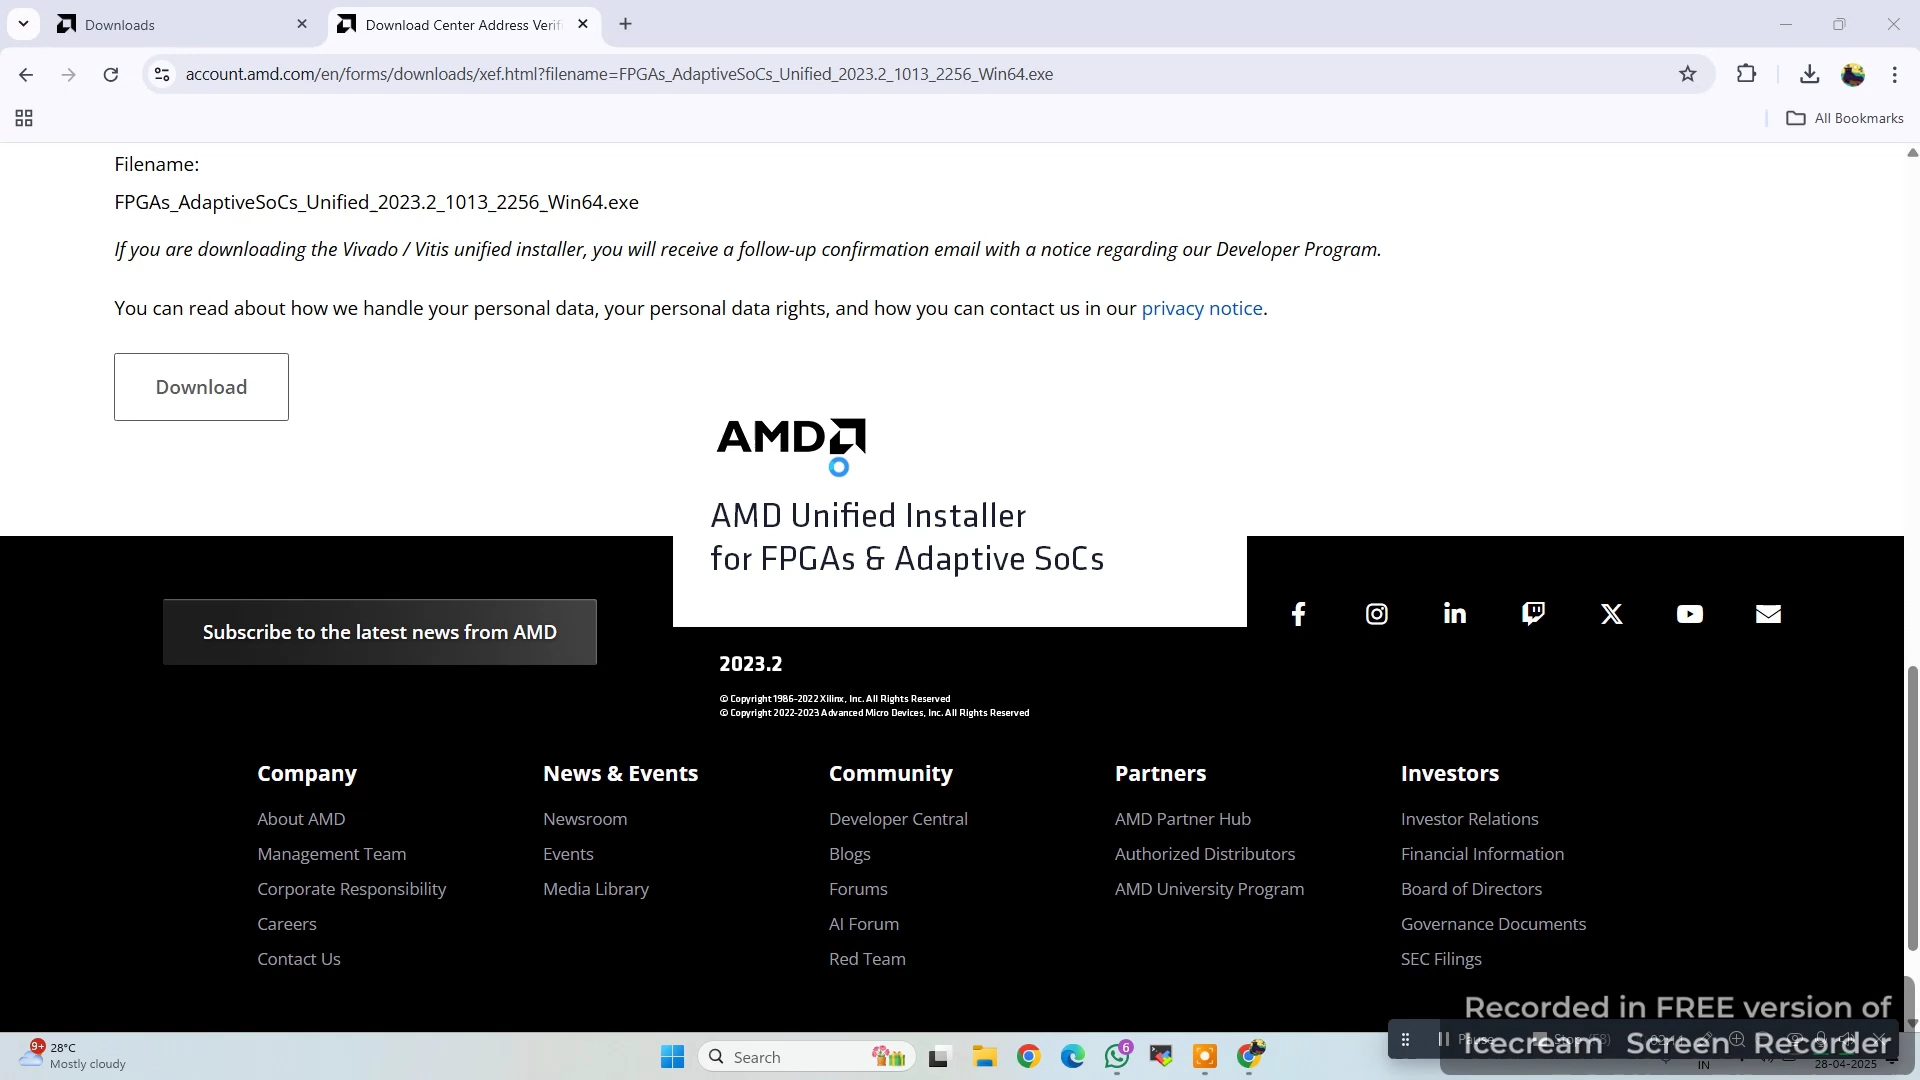 Downloads
Download Center Address Verifi
account.amd.com/en/forms/downloads/xef.html?filename=FPGAs_AdaptiveSoCs_Unified_2023.2_1013_2256_Win64.exe
All Bookmarks
Filename:
FPGAs_AdaptiveSoCs_Unified_2023.2_1013_2256_Win64.exe
If you are downloading the Vivado / Vitis unified installer, you will receive a follow-up confirmation email with a notice regarding our Developer Program.
You can read about how we handle your personal data, your personal data rights, and how you can contact us in our privacy notice.
Download
AMD
AMD Unified Installer
for FPGAs & Adaptive SoCs
Subscribe to the latest news from AMD
2023.2
© Copyright 1986-2022 Xilinx, Inc. All Rights Reserved
© Copyright 2022-2023 Advanced Micro Devices, Inc. All Rights Reserved
Company
About AMD
Management Team
Corporate Responsibility
Careers
Contact Us
News & Events
Newsroom
Events
Media Library
Community
Developer Central
Blogs
Forums
AI Forum
Red Team
Partners
AMD Partner Hub
Authorized Distributors
AMD University Program
Investors
Investor Relations
Financial Information
Board of Directors
Governance Documents
SEC Filings
Recorded in FREE version of
Icecream Screen Recorder
9+
28°C
Mostly cloudy
Search
6
IN
28-04-2025